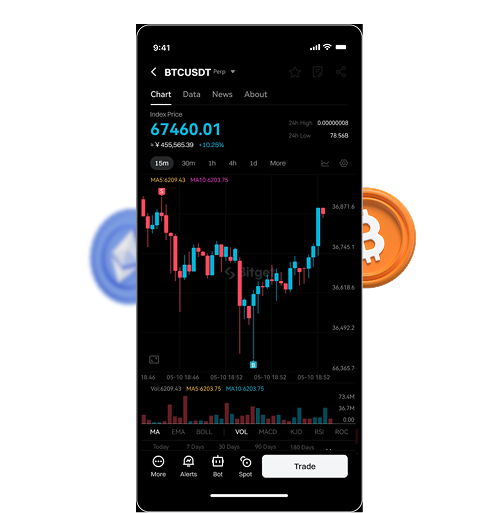 9:41
BTCUSDT Perp
Chart Data News About
Index Price
67460.01
24h High 0.00000008
24h Low 78.56B
≈ ¥ 455,565.39 +10.25%
15m 30m 1h 4h 1d More
MA5:6209.43 MA10:6203.75
S
36,871.6
36,745.1
Bitget
36,618.6
36,492.2
B
66,365.7
18:46 05-10 18:46 05-10 18:52 05-10 18:52
Vol:6209.43 MA5:6203.75 MA10:6203.75
73.4M
36.7M
0.00
MA EMA BOLL VOL MACD KJD RSI ROC
Today 7 Days 30 Days 90 Days 180 Days
More Alerts Bot Spot Trade